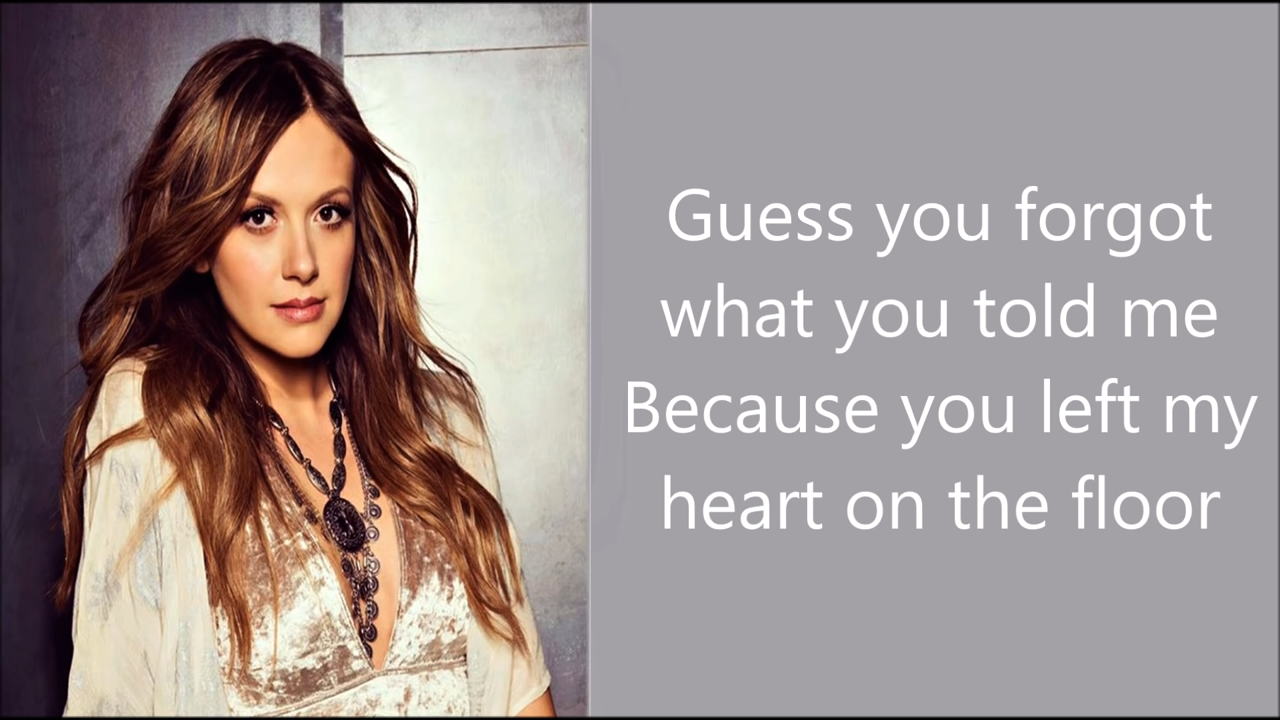 Guess you forgot
what you told me
Because you left my
heart on the floor